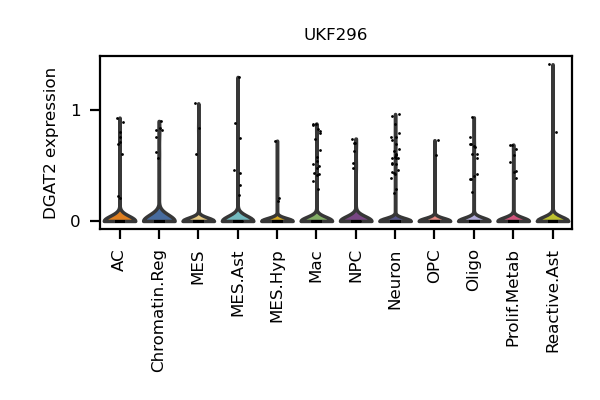 UKF296
DGAT2 expression
1
0
AC
Chromatin.Reg
MES
MES.Ast
MES.Hyp
Mac
NPC
Neuron
OPC
Oligo
Prolif.Metab
Reactive.Ast